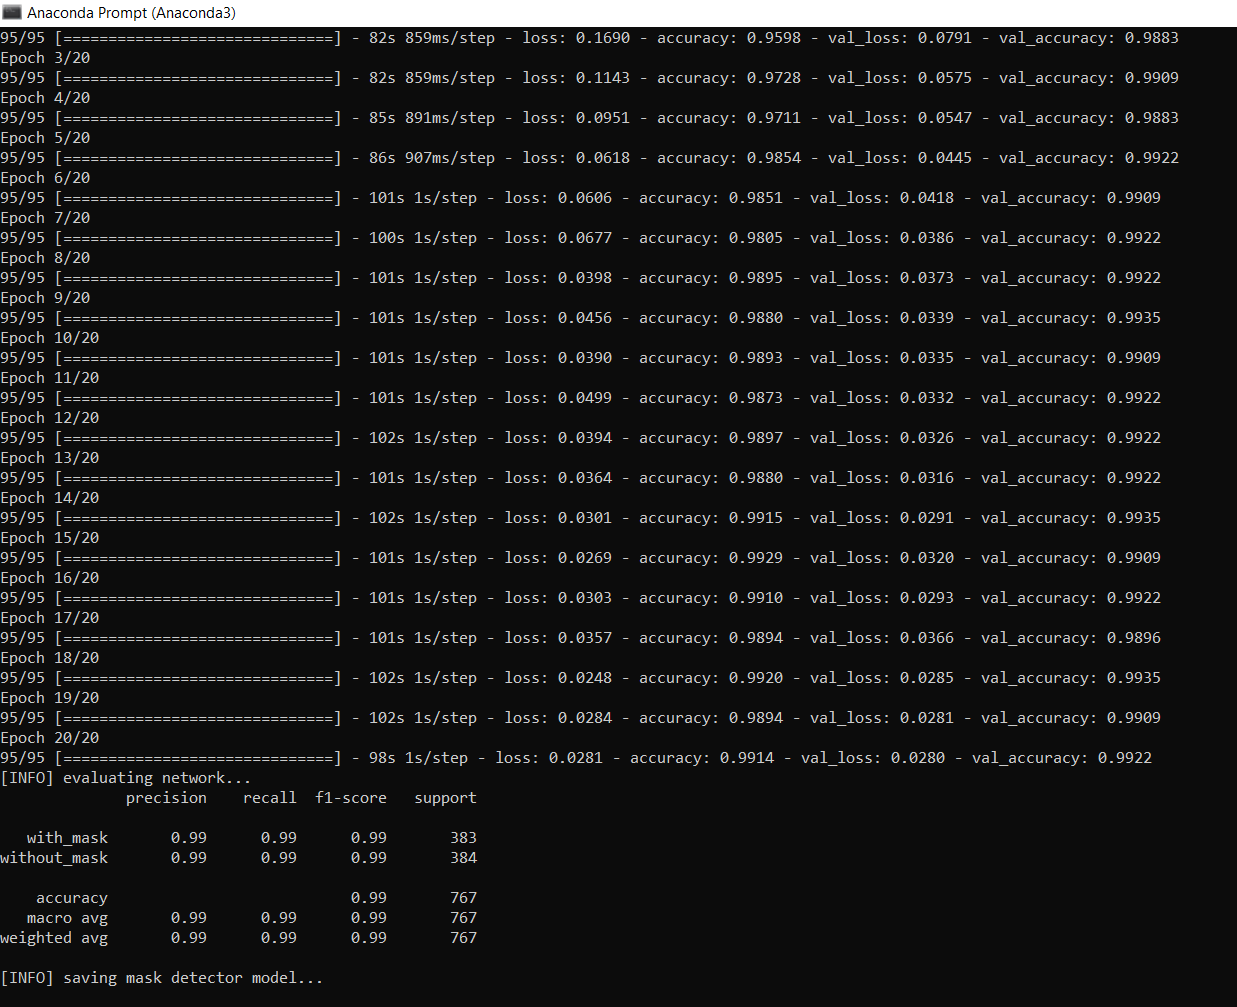 Anaconda Prompt (Anaconda3)
95/95 [==============================] - 82s 859ms/step - loss: 0.1690 - accuracy: 0.9598 - val_loss: 0.0791 - val_accuracy: 0.9883
Epoch 3/20
95/95 [==============================] - 82s 859ms/step - loss: 0.1143 - accuracy: 0.9728 - val_loss: 0.0575 - val_accuracy: 0.9909
Epoch 4/20
95/95 [==============================] - 85s 891ms/step - loss: 0.0951 - accuracy: 0.9711 - val_loss: 0.0547 - val_accuracy: 0.9883
Epoch 5/20
95/95 [==============================] - 86s 907ms/step - loss: 0.0618 - accuracy: 0.9854 - val_loss: 0.0445 - val_accuracy: 0.9922
Epoch 6/20
95/95 [==============================] - 101s 1s/step - loss: 0.0606 - accuracy: 0.9851 - val_loss: 0.0418 - val_accuracy: 0.9909
Epoch 7/20
95/95 [==============================] - 100s 1s/step - loss: 0.0677 - accuracy: 0.9805 - val_loss: 0.0386 - val_accuracy: 0.9922
Epoch 8/20
95/95 [==============================] - 101s 1s/step - loss: 0.0398 - accuracy: 0.9895 - val_loss: 0.0373 - val_accuracy: 0.9922
Epoch 9/20
95/95 [==============================] - 101s 1s/step - loss: 0.0456 - accuracy: 0.9880 - val_loss: 0.0339 - val_accuracy: 0.9935
Epoch 10/20
95/95 [==============================] - 101s 1s/step - loss: 0.0390 - accuracy: 0.9893 - val_loss: 0.0335 - val_accuracy: 0.9909
Epoch 11/20
95/95 [==============================] - 101s 1s/step - loss: 0.0499 - accuracy: 0.9873 - val_loss: 0.0332 - val_accuracy: 0.9922
Epoch 12/20
95/95 [==============================] - 102s 1s/step - loss: 0.0394 - accuracy: 0.9897 - val_loss: 0.0326 - val_accuracy: 0.9922
Epoch 13/20
95/95 [==============================] - 101s 1s/step - loss: 0.0364 - accuracy: 0.9880 - val_loss: 0.0316 - val_accuracy: 0.9922
Epoch 14/20
95/95 [==============================] - 102s 1s/step - loss: 0.0301 - accuracy: 0.9915 - val_loss: 0.0291 - val_accuracy: 0.9935
Epoch 15/20
95/95 [==============================] - 101s 1s/step - loss: 0.0269 - accuracy: 0.9929 - val_loss: 0.0320 - val_accuracy: 0.9909
Epoch 16/20
95/95 [==============================] - 101s 1s/step - loss: 0.0303 - accuracy: 0.9910 - val_loss: 0.0293 - val_accuracy: 0.9922
Epoch 17/20
95/95 [==============================] - 101s 1s/step - loss: 0.0357 - accuracy: 0.9894 - val_loss: 0.0366 - val_accuracy: 0.9896
Epoch 18/20
95/95 [==============================] - 102s 1s/step - loss: 0.0248 - accuracy: 0.9920 - val_loss: 0.0285 - val_accuracy: 0.9935
Epoch 19/20
95/95 [==============================] - 102s 1s/step - loss: 0.0284 - accuracy: 0.9894 - val_loss: 0.0281 - val_accuracy: 0.9909
Epoch 20/20
95/95 [==============================] - 98s 1s/step - loss: 0.0281 - accuracy: 0.9914 - val_loss: 0.0280 - val_accuracy: 0.9922
[INFO] evaluating network...
precision recall f1-score support
with_mask 0.99 0.99 0.99 383
without_mask 0.99 0.99 0.99 384
accuracy 0.99 767
macro avg 0.99 0.99 0.99 767
weighted avg 0.99 0.99 0.99 767
[INFO] saving mask detector model...